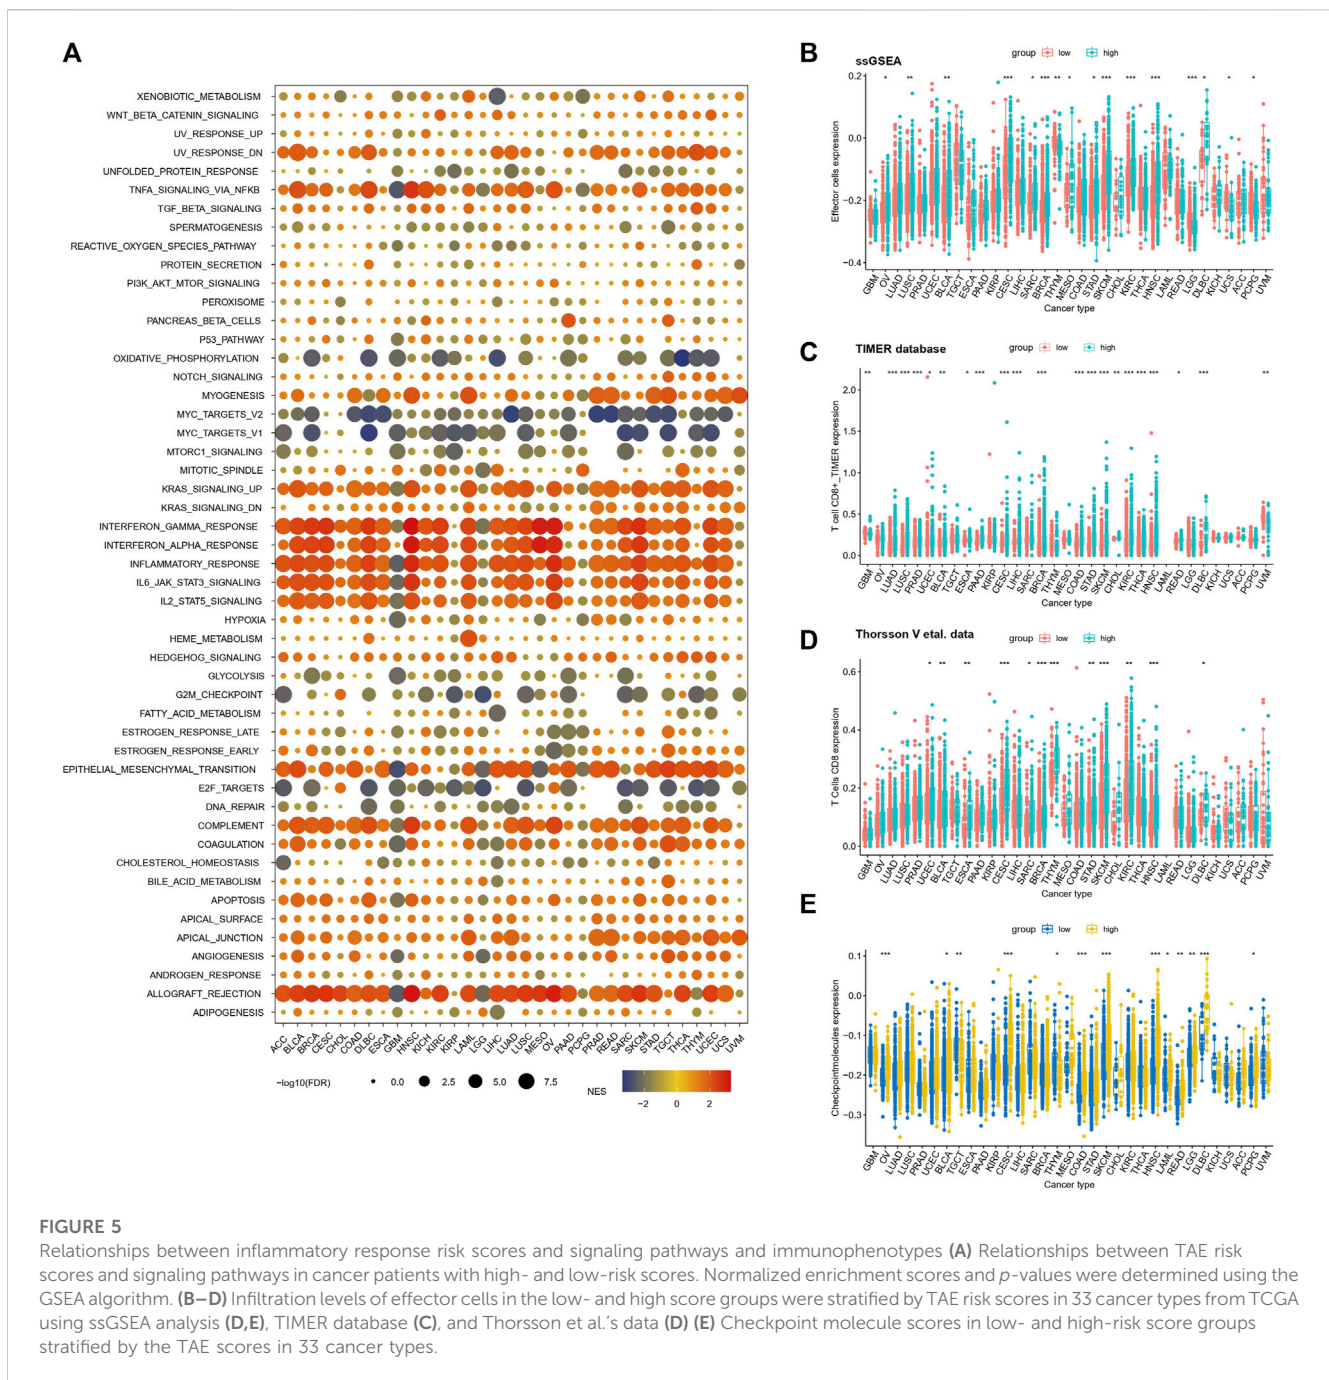 A
XENOBIOTIC_METABOLISM
WNT_BETA_CATENIN_SIGNALING
UV_RESPONSE_UP
UV_RESPONSE_DN
UNFOLDED_PROTEIN_RESPONSE
TNFA_SIGNALING_VIA_NFKB
TGF_BETA_SIGNALING
SPERMATOGENESIS
REACTIVE_OXYGEN_SPECIES_PATHWAY
PROTEIN_SECRETION
PI3K_AKT_MTOR_SIGNALING
PEROXISOME
PANCREAS_BETA_CELLS
P53_PATHWAY
OXIDATIVE_PHOSPHORYLATION
NOTCH_SIGNALING
MYOGENESIS
MYC_TARGETS_V2
MYC_TARGETS_V1
MTORC1_SIGNALING
MITOTIC_SPINDLE
KRAS_SIGNALING_UP
KRAS_SIGNALING_DN
INTERFERON_GAMMA_RESPONSE
INTERFERON_ALPHA_RESPONSE
INFLAMMATORY_RESPONSE
IL6_JAK_STAT3_SIGNALING
IL2_STAT5_SIGNALING
HYPOXIA
HEME_METABOLISM
HEDGEHOG_SIGNALING
GLYCOLYSIS
G2M_CHECKPOINT
FATTY_ACID_METABOLISM
ESTROGEN_RESPONSE_LATE
ESTROGEN_RESPONSE_EARLY
EPITHELIAL_MESENCHYMAL_TRANSITION
E2F_TARGETS
DNA_REPAIR
COMPLEMENT
COAGULATION
CHOLESTEROL_HOMEOSTASIS
BILE_ACID_METABOLISM
APOPTOSIS
APICAL_SURFACE
APICAL_JUNCTION
ANGIOGENESIS
ANDROGEN_RESPONSE
ALLOGRAFT_REJECTION
ADIPOGENESIS
ACC BLCA BRCA CESC CHOL COAD DLBC ESCA GBM HNSC KICH KIRC KIRP LAML LGG LIHC LUAD LUSC MESO OV PAAD PCPG PRAD READ SARC SKCM STAD TGCT THCA THYM UCEC UCS UVM
−log10(FDR) 0.0 2.5 5.0 7.5 NES −2 0 2
B
ssGSEA
group low high
* ** ** *** * *** ** * * *** *** *** *** * * *
Effector cells expression
0.2
0.0
−0.2
−0.4
GBM OV LUAD LUSC PRAD UCEC BLCA TGCT ESCA PAAD KIRP CESC LIHC SARC BRCA THYM MESO COAD STAD SKCM CHOL KIRC THCA HNSC LAML READ LGG DLBC KICH UCS ACC PCPG UVM
Cancer type
C
TIMER database
group low high
** *** *** *** * ** * *** *** *** *** *** *** *** ** *** *** *** * *** **
T cell CD8+_TIMER expression
2.0
1.5
1.0
0.5
0.0
GBM OV LUAD LUSC PRAD UCEC BLCA TGCT ESCA PAAD KIRP CESC LIHC SARC BRCA THYM MESO COAD STAD SKCM CHOL KIRC THCA HNSC LAML READ LGG DLBC KICH UCS ACC PCPG UVM
Cancer type
D
Thorsson V etal. data
group low high
* ** ** *** * *** *** ** *** ** *** *
T Cells CD8 expression
0.6
0.4
0.2
0.0
GBM OV LUAD LUSC PRAD UCEC BLCA TGCT ESCA PAAD KIRP CESC LIHC SARC BRCA THYM MESO COAD STAD SKCM CHOL KIRC THCA HNSC LAML READ LGG DLBC KICH UCS ACC PCPG UVM
Cancer type
E
group low high
*** * ** *** * *** *** *** * ** ** *** *
Checkpointmolecules expression
0.1
0.0
−0.1
−0.2
−0.3
GBM OV LUAD LUSC PRAD UCEC BLCA TGCT ESCA PAAD KIRP CESC LIHC SARC BRCA THYM MESO COAD STAD SKCM CHOL KIRC THCA HNSC LAML READ LGG DLBC KICH UCS ACC PCPG UVM
Cancer type
FIGURE 5
Relationships between inflammatory response risk scores and signaling pathways and immunophenotypes (A) Relationships between TAE risk
scores and signaling pathways in cancer patients with high- and low-risk scores. Normalized enrichment scores and p-values were determined using the
GSEA algorithm. (B–D) Infiltration levels of effector cells in the low- and high score groups were stratified by TAE risk scores in 33 cancer types from TCGA
using ssGSEA analysis (D,E), TIMER database (C), and Thorsson et al.'s data (D) (E) Checkpoint molecule scores in low- and high-risk score groups
stratified by the TAE scores in 33 cancer types.